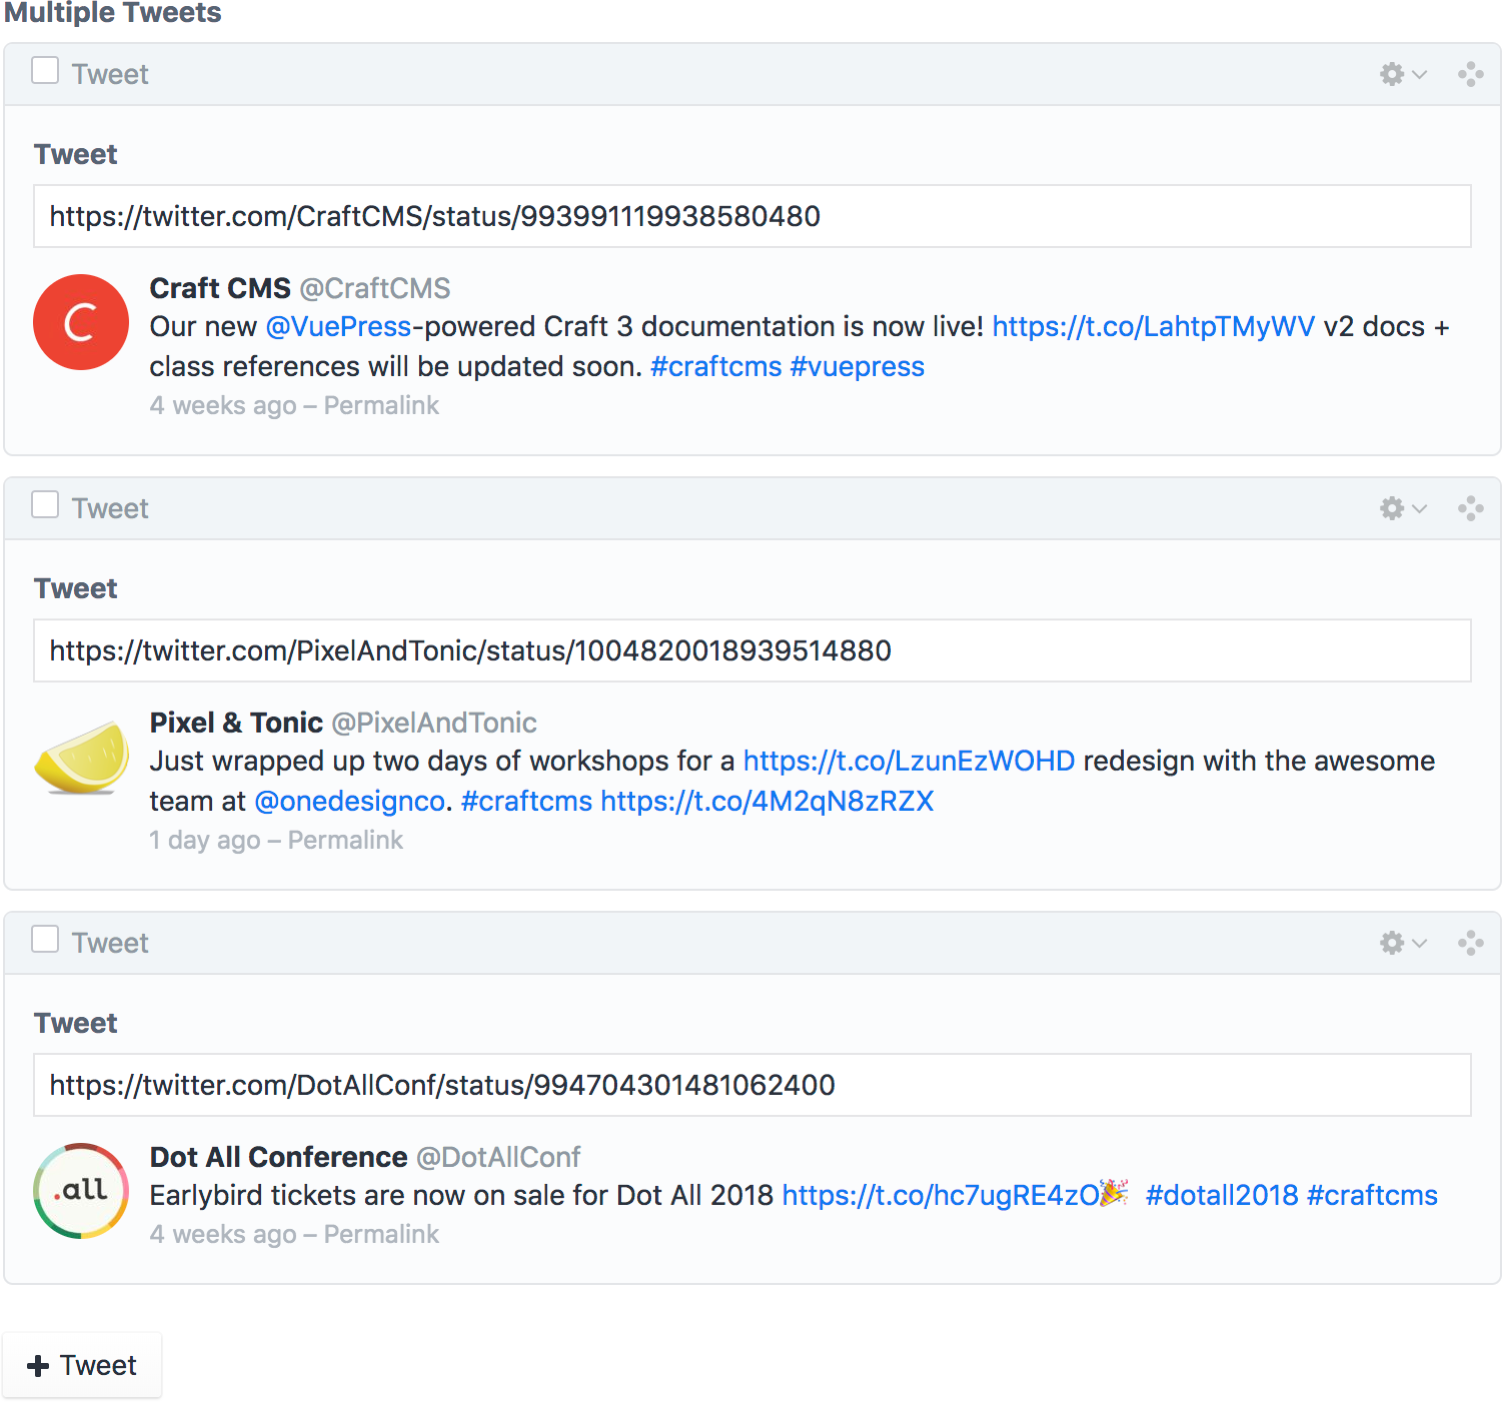 Multiple Tweets
Tweet
Tweet
https://twitter.com/CraftCMS/status/993991119938580480
C
Craft CMS @CraftCMS
Our new @VuePress-powered Craft 3 documentation is now live! https://t.co/LahtpTMyWV v2 docs +
class references will be updated soon. #craftcms #vuepress
4 weeks ago – Permalink
Tweet
Tweet
https://twitter.com/PixelAndTonic/status/1004820018939514880
Pixel & Tonic @PixelAndTonic
Just wrapped up two days of workshops for a https://t.co/LzunEzWOHD redesign with the awesome
team at @onedesignco. #craftcms https://t.co/4M2qN8zRZX
1 day ago – Permalink
Tweet
Tweet
https://twitter.com/DotAllConf/status/994704301481062400
.all
Dot All Conference @DotAllConf
Earlybird tickets are now on sale for Dot All 2018 https://t.co/hc7ugRE4zO🎉 #dotall2018 #craftcms
4 weeks ago – Permalink
+ Tweet